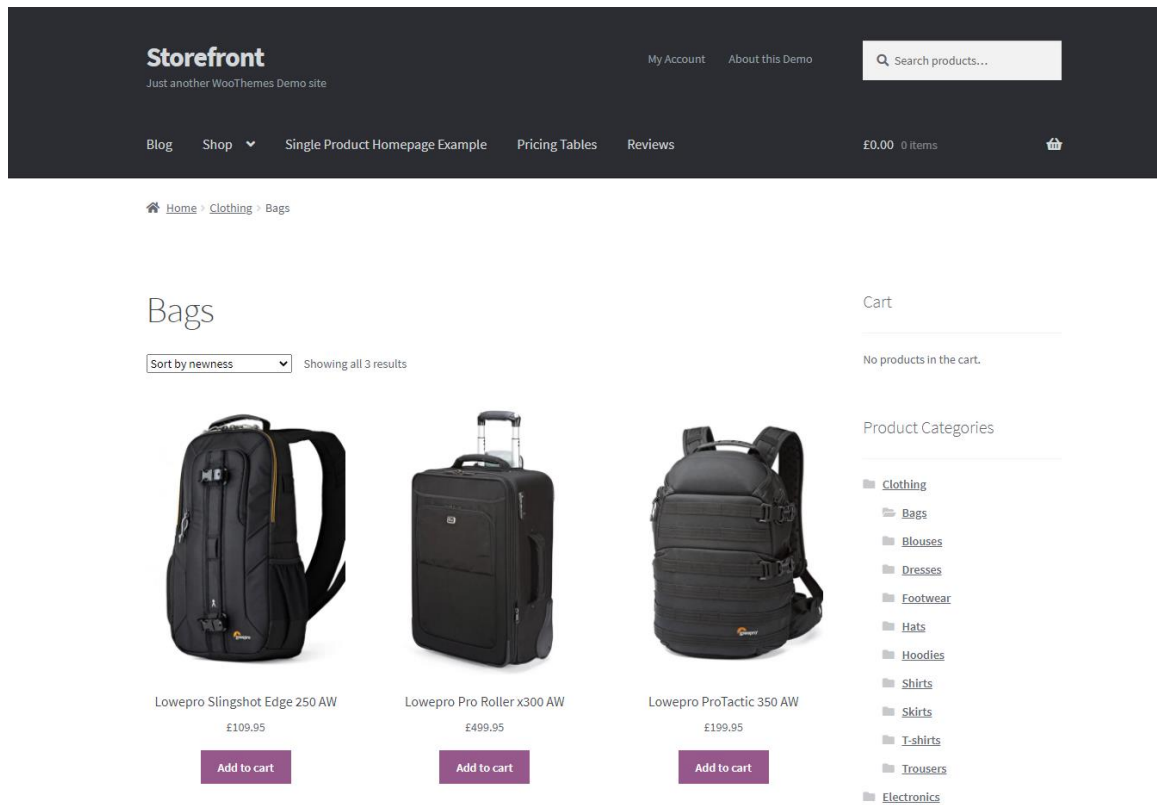 Storefront
Just another WooThemes Demo site
My Account About this Demo
Search products...
Blog Shop Single Product Homepage Example Pricing Tables Reviews
£0.00 0 items
Home › Clothing › Bags
Bags
Sort by newness Showing all 3 results
Lowepro Slingshot Edge 250 AW
£109.95
Add to cart
Lowepro Pro Roller x300 AW
£499.95
Add to cart
Lowepro ProTactic 350 AW
£199.95
Add to cart
Cart
No products in the cart.
Product Categories
Clothing
Bags
Blouses
Dresses
Footwear
Hats
Hoodies
Shirts
Skirts
T-shirts
Trousers
Electronics